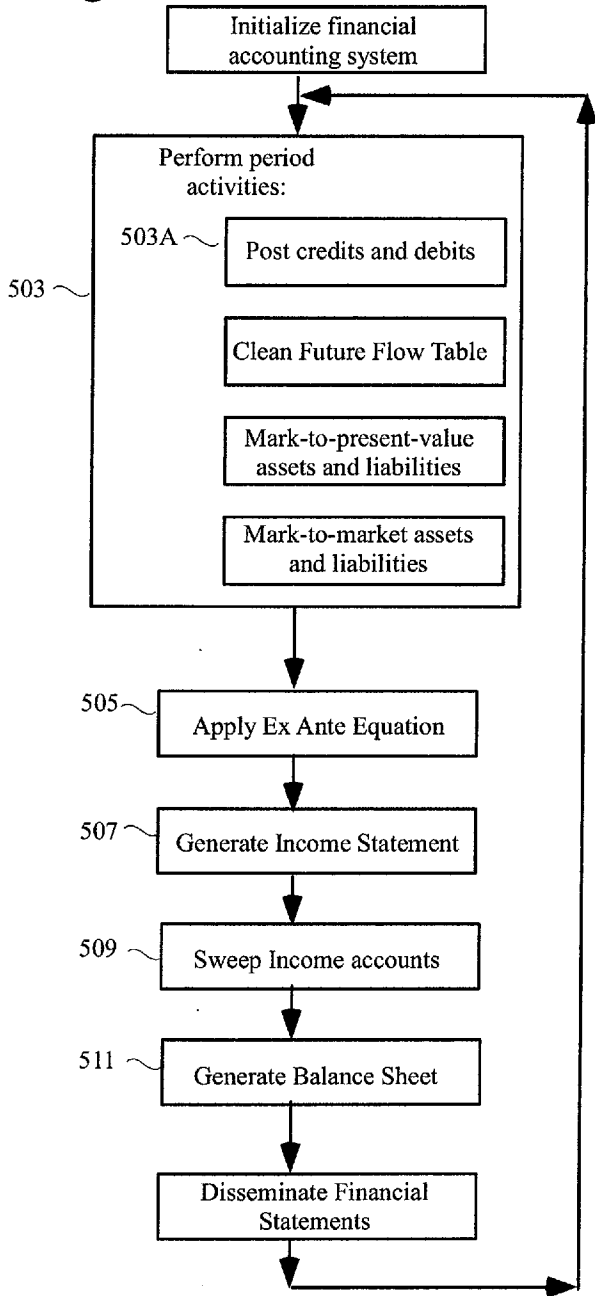 Initialize financial
accounting system
Perform period
activities:
503A
Post credits and debits
503
Clean Future Flow Table
Mark-to-present-value
assets and liabilities
Mark-to-market assets
and liabilities
505
Apply Ex Ante Equation
507
Generate Income Statement
509
Sweep Income accounts
511
Generate Balance Sheet
Disseminate Financial
Statements